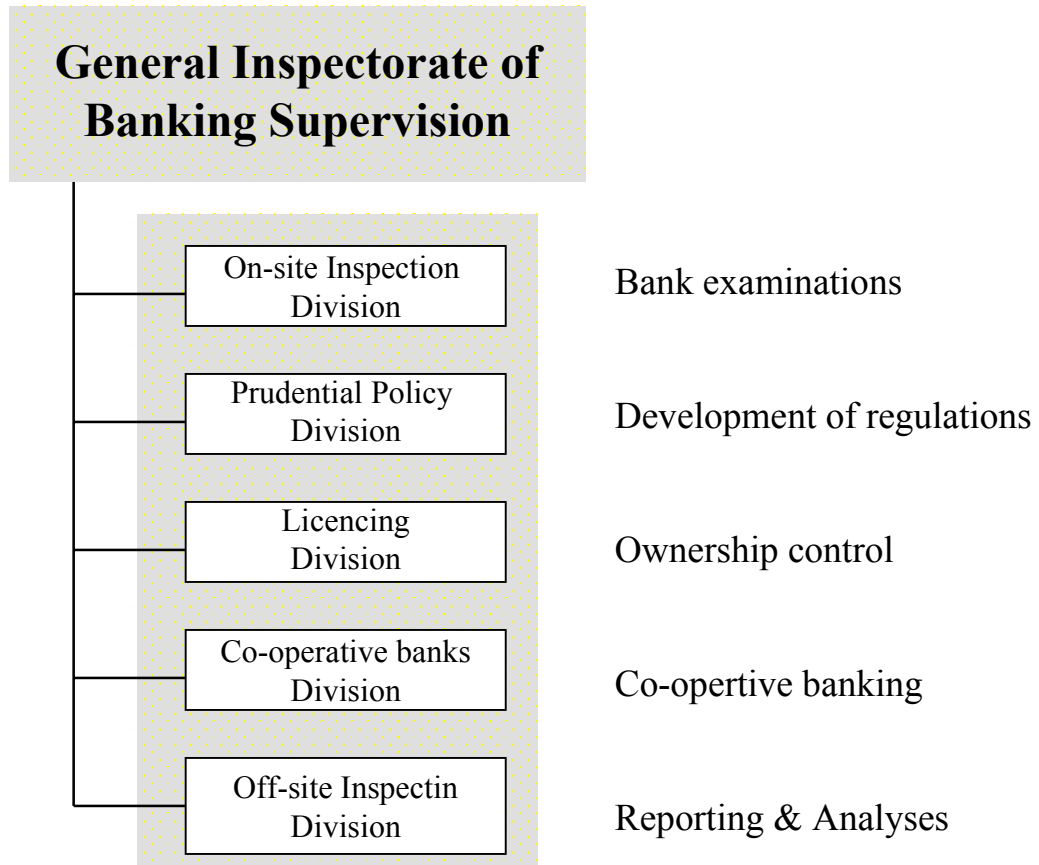 General Inspectorate of
Banking Supervision
On-site Inspection
Division
Bank examinations
Prudential Policy
Division
Development of regulations
Licencing
Division
Ownership control
Co-operative banks
Division
Co-opertive banking
Off-site Inspectin
Division
Reporting & Analyses